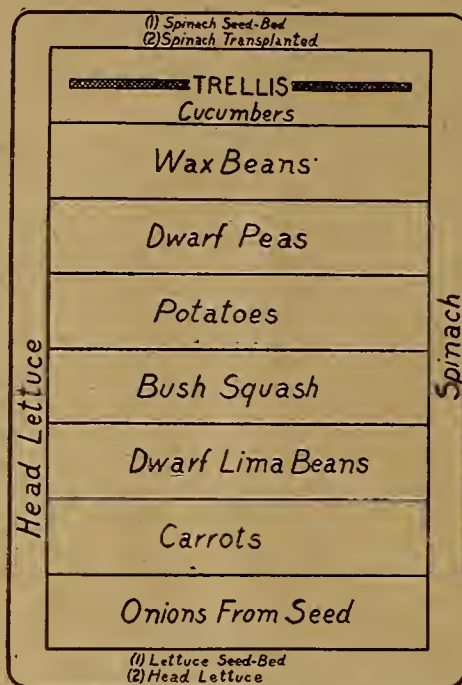 (1) Spinach Seed-Bed
(2) Spinach Transplanted
TRELLIS
Cucumbers
Wax Beans
Dwarf Peas
Potatoes
Bush Squash
Dwarf Lima Beans
Carrots
Onions From Seed
Head Lettuce
Spinach
(1) Lettuce Seed-Bed
(2) Head Lettuce